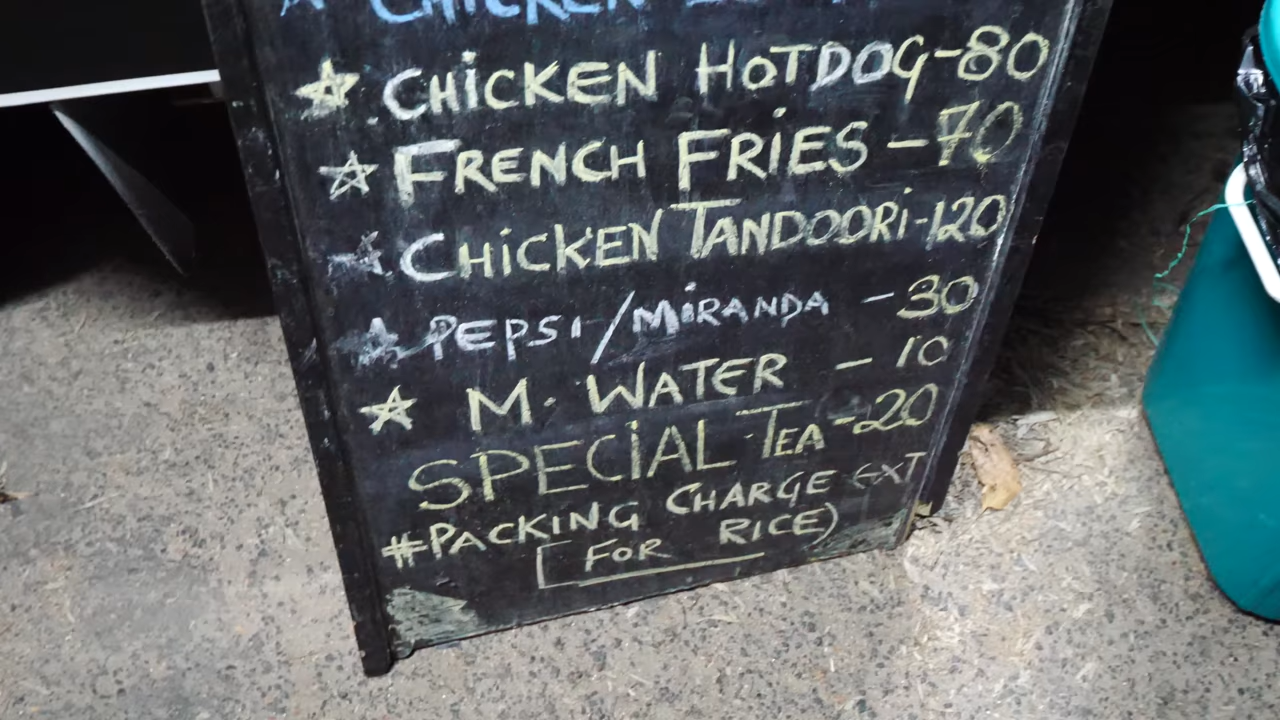 CHICKEN
CHiCKEN HOTDOG-80
FRENCH FRiES - 70
CHiCKEN TANDOORi-120
PEPSi/MiRANDA - 30
M. WATER - 10
SPECiAL TEA-20
#PACKING CHARGE EXT
[FOR RICE)